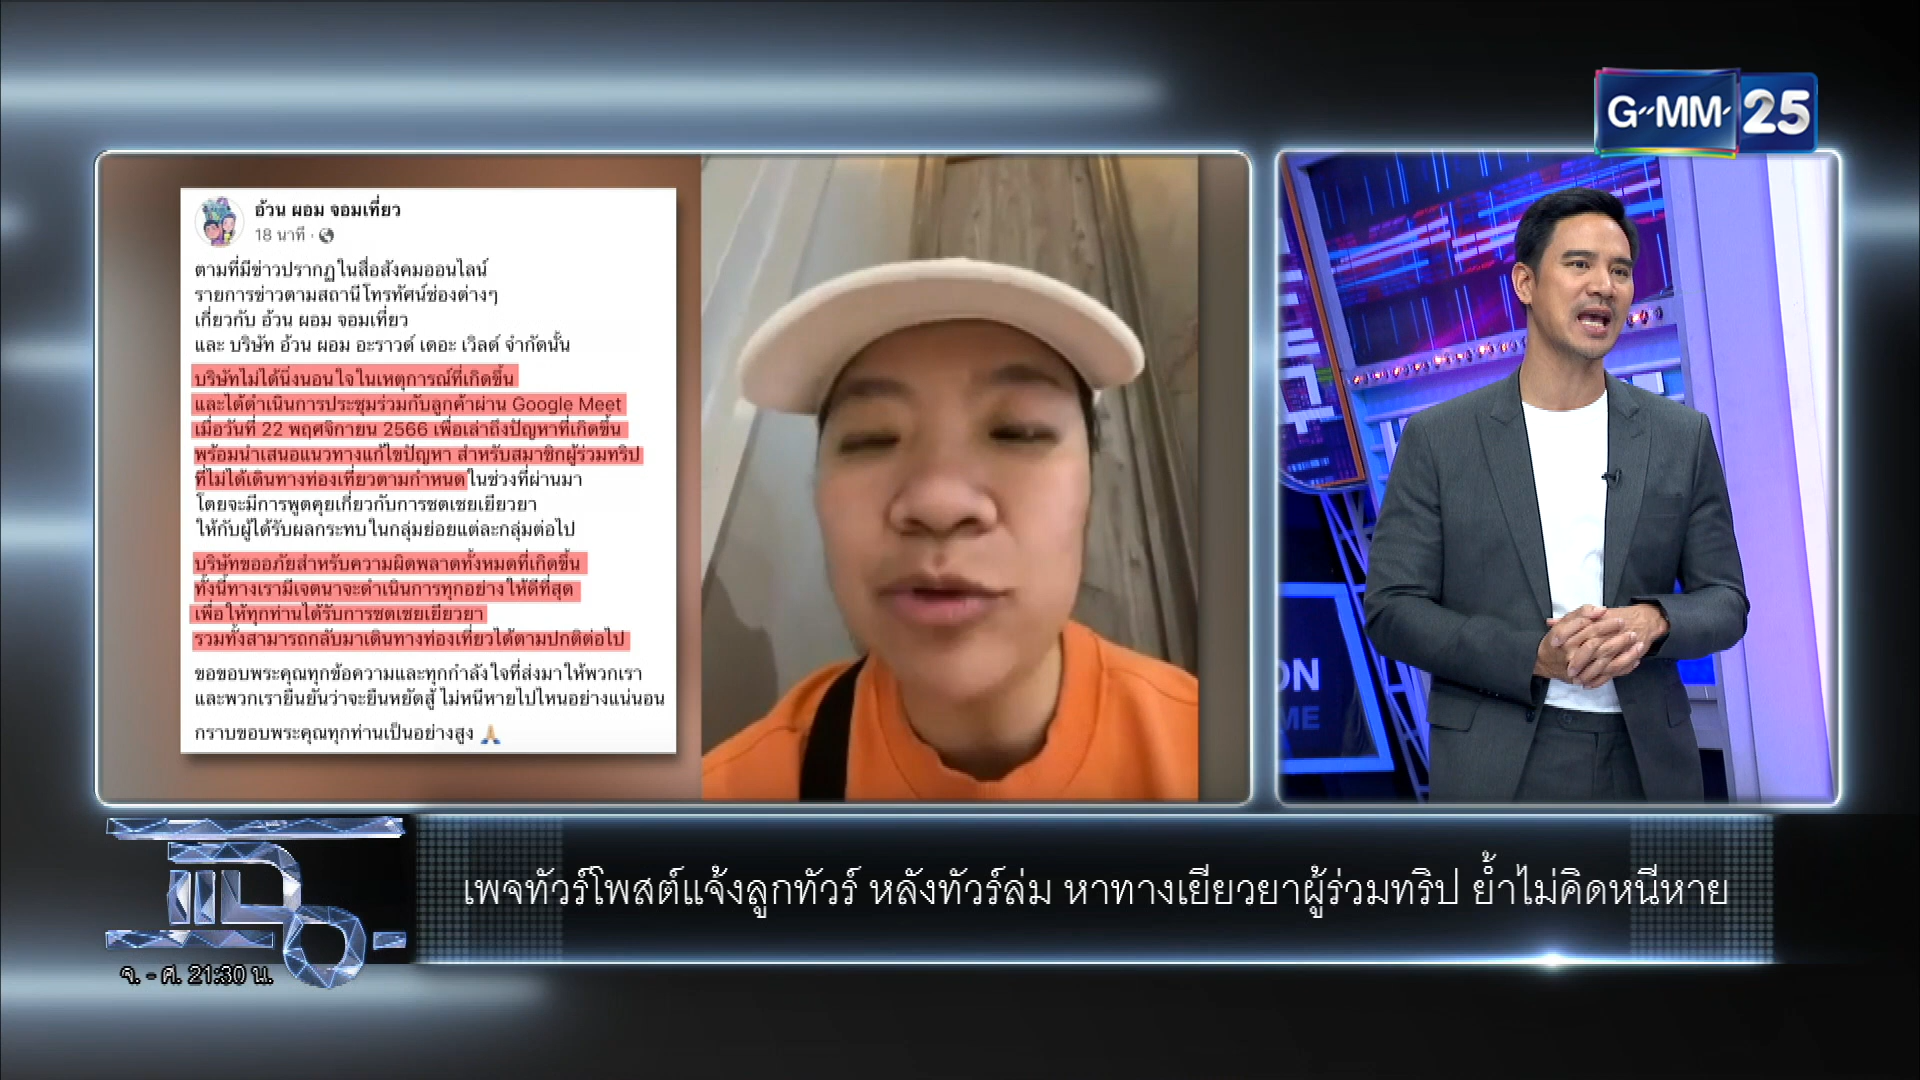 G MM 25
อ้วน ผอม จอมเที่ยว
18 นาที ·
ตามที่มีข่าวปรากฏในสื่อสังคมออนไลน์
รายการข่าวตามสถานีโทรทัศน์ช่องต่างๆ
เกี่ยวกับ อ้วน ผอม จอมเที่ยว
และ บริษัท อ้วน ผอม อะราวด์ เดอะ เวิลด์ จำกัดนั้น
บริษัทไม่ได้นิ่งนอนใจในเหตุการณ์ที่เกิดขึ้น
และได้ดำเนินการประชุมร่วมกับลูกค้าผ่าน Google Meet
เมื่อวันที่ 22 พฤศจิกายน 2566 เพื่อเล่าถึงปัญหาที่เกิดขึ้น
พร้อมนำเสนอแนวทางแก้ไขปัญหา สำหรับสมาชิกผู้ร่วมทริป
ที่ไม่ได้เดินทางท่องเที่ยวตามกำหนดในช่วงที่ผ่านมา
โดยจะมีการพูดคุยเกี่ยวกับการชดเชยเยียวยา
ให้กับผู้ได้รับผลกระทบในกลุ่มย่อยแต่ละกลุ่มต่อไป
บริษัทขออภัยสำหรับความผิดพลาดทั้งหมดที่เกิดขึ้น
ทั้งนี้ทางเรามีเจตนาจะดำเนินการทุกอย่างให้ดีที่สุด
เพื่อให้ทุกท่านได้รับการชดเชยเยียวยา
รวมทั้งสามารถกลับมาเดินทางท่องเที่ยวได้ตามปกติต่อไป
ขอขอบพระคุณทุกข้อความและทุกกำลังใจที่ส่งมาให้พวกเรา
และพวกเรายืนยันว่าจะยืนหยัดสู้ ไม่หนีหายไปไหนอย่างแน่นอน
กราบขอบพระคุณทุกท่านเป็นอย่างสูง 🙏
ON
ME
แฉ
จ. - ศ. 21:30 น.
เพจทัวร์โพสต์แจ้งลูกทัวร์ หลังทัวร์ล่ม หาทางเยียวยาผู้ร่วมทริป ย้ำไม่คิดหนีหาย